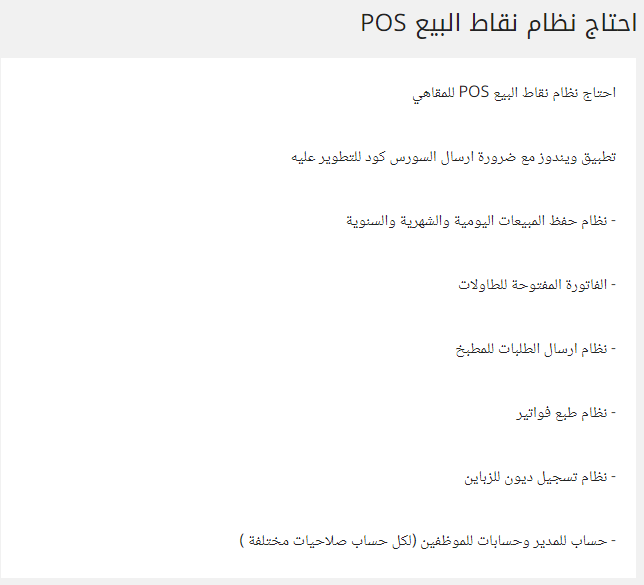 احتاج نظام نقاط البيع POS
احتاج نظام نقاط البيع POS للمقاهي
تطبيق ويندوز مع ضرورة ارسال السورس كود للتطوير عليه
- نظام حفظ المبيعات اليومية والشهرية والسنوية
- الفاتورة المفتوحة للطاولات
- نظام ارسال الطلبات للمطبخ
- نظام طبع فواتير
- نظام تسجيل ديون للزباين
- حساب للمدير وحسابات للموظفين (لكل حساب صلاحيات مختلفة )